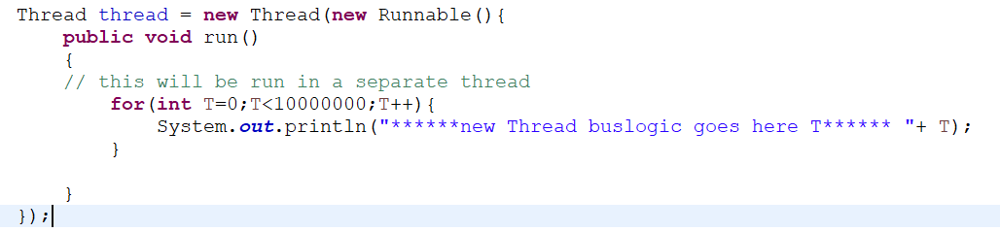 Thread thread = new Thread(new Runnable(){
public void run()
{
// this will be run in a separate thread
for(int T=0;T<10000000;T++){
System.out.println("******new Thread buslogic goes here T****** "+ T);
}
}
});